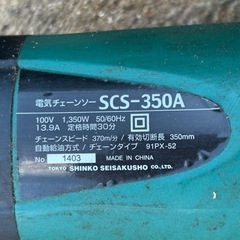 電気チェーンソー SCS-350A
100V 1,350W 50/60Hz
13.9A 定格時間30分
チェーンスピード 370m/分 / 有効切断長 350mm
自動給油方式 / チェーンタイプ 91PX-52
No 1403 MADE IN CHINA
TOKYO SHINKO SEISAKUSHO CO.,LTD.